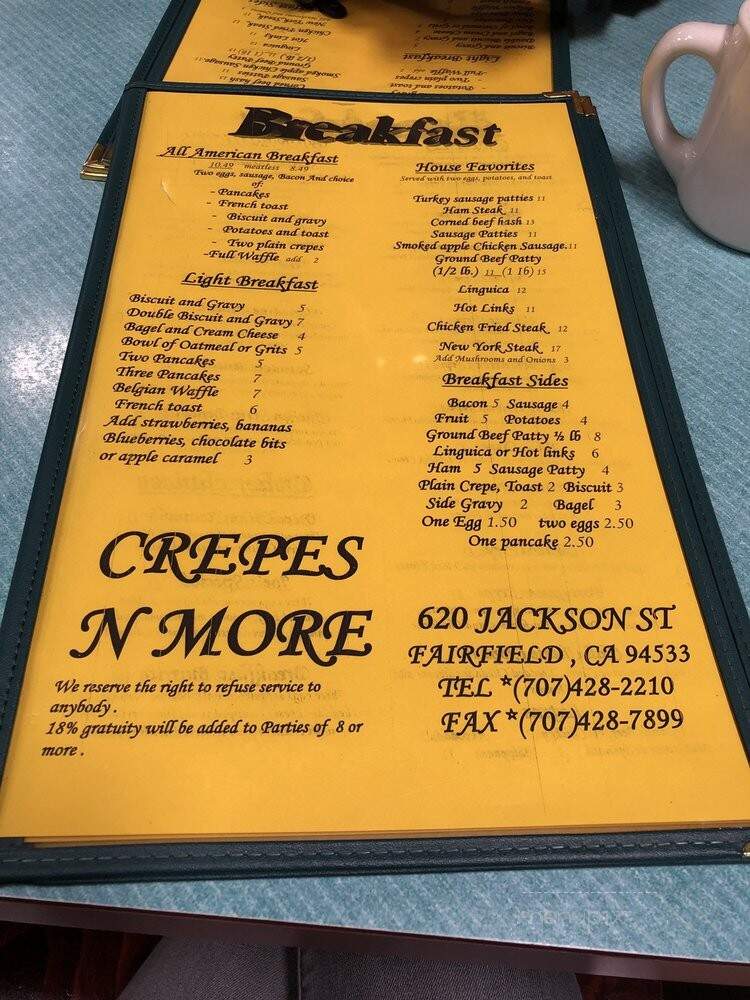 Breakfast
All American Breakfast
10.49 meatless 8.49
Two eggs, sausage, Bacon And choice
of:
- Pancakes
- French toast
- Biscuit and gravy
- Potatoes and toast
- Two plain crepes
-Full Waffle add 2
Light Breakfast
Biscuit and Gravy 5
Double Biscuit and Gravy 7
Bagel and Cream Cheese 4
Bowl of Oatmeal or Grits 5
Two Pancakes 5
Three Pancakes 7
Belgian Waffle 7
French toast 6
Add strawberries, bananas
Blueberries, chocolate bits
or apple caramel 3
CREPES
N MORE
We reserve the right to refuse service to
anybody .
18% gratuity will be added to Parties of 8 or
more .
House Favorites
Served with two eggs, potatoes, and toast
Turkey sausage patties 11
Ham Steak 11
Corned beef hash 13
Sausage Patties 11
Smoked apple Chicken Sausage.11
Ground Beef Patty
(1/2 lb.) 11 (1 lb) 15
Linguica 12
Hot Links 11
Chicken Fried Steak 12
New York Steak 17
Add Mushrooms and Onions 3
Breakfast Sides
Bacon 5 Sausage 4
Fruit 5 Potatoes 4
Ground Beef Patty ½ lb 8
Linguica or Hot links 6
Ham 5 Sausage Patty 4
Plain Crepe, Toast 2 Biscuit 3
Side Gravy 2 Bagel 3
One Egg 1.50 two eggs 2.50
One pancake 2.50
620 JACKSON ST
FAIRFIELD , CA 94533
TEL *(707)428-2210
FAX *(707)428-7899